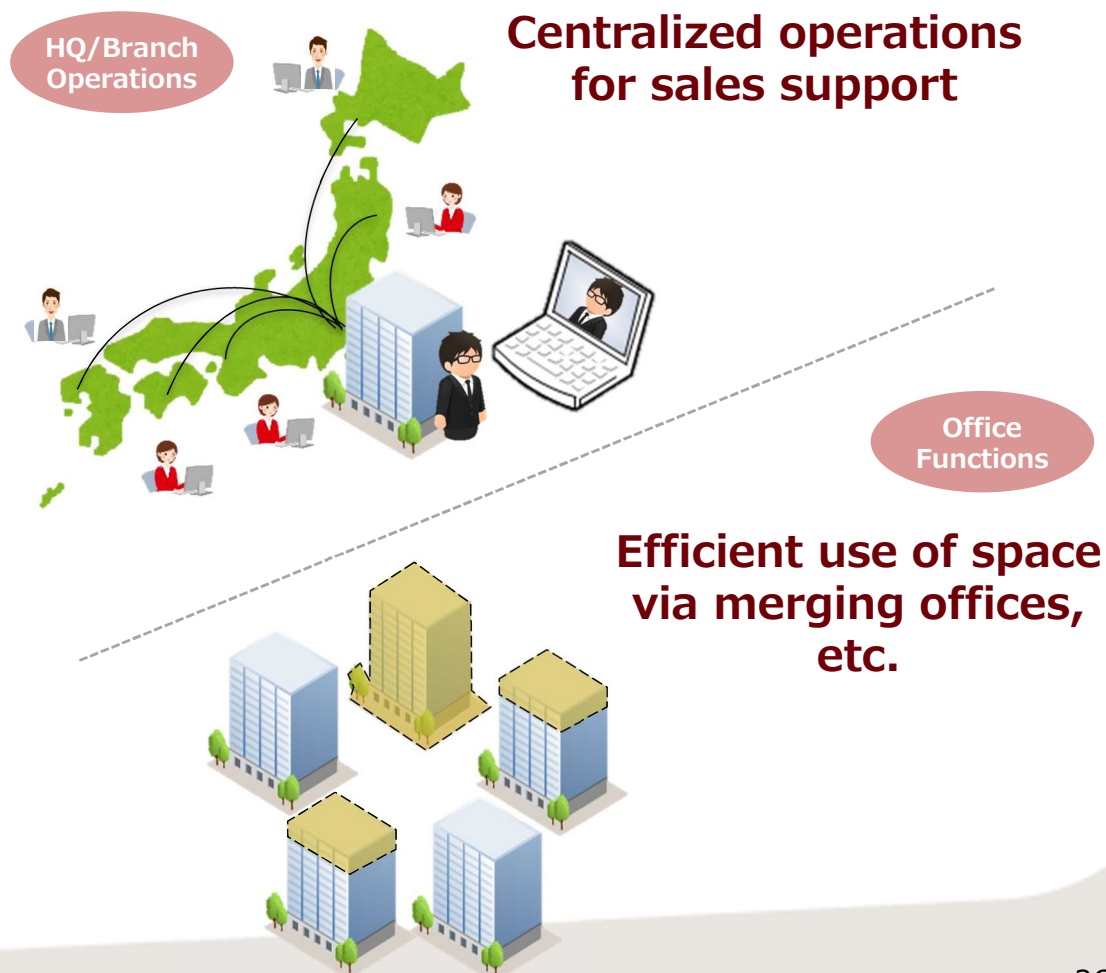 HQ/Branch
Operations
Centralized operations
for sales support
Office
Functions
Efficient use of space
via merging offices,
etc.